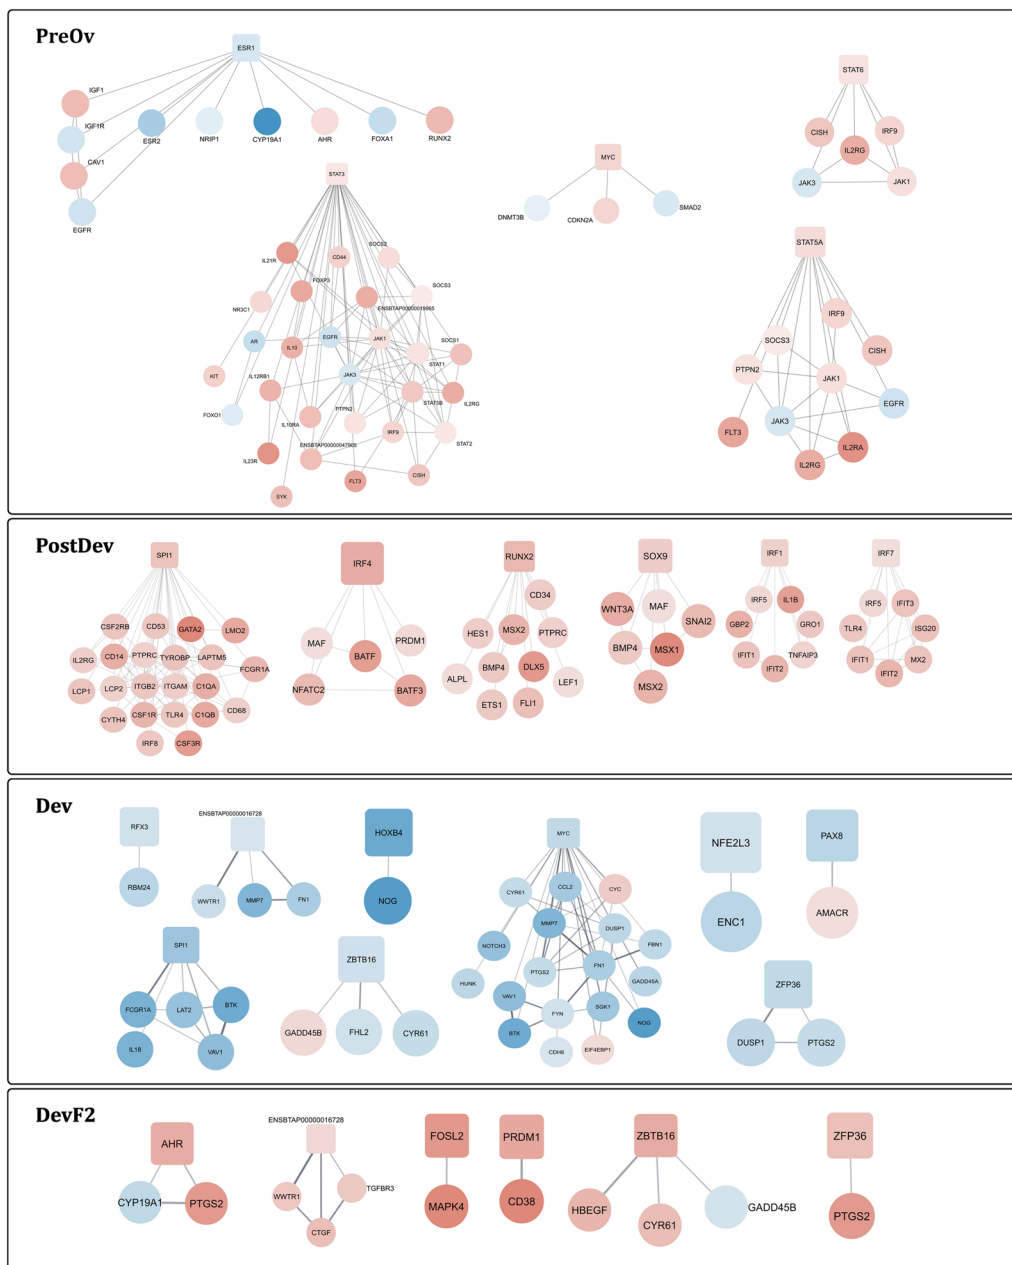 PreOv
ESR1
IGF1
IGF1R
CAV1
EGFR
ESR2
NRIP1
CYP19A1
AHR
FOXA1
RUNX2
STAT3
IL21R
CD44
SOCS2
FOXP3
SOCS3
NR3C1
ENSBTAP00000019865
AR
EGFR
JAK1
IL10
SOCS1
STAT1
KIT
IL12RB1
JAK3
STAT5B
IL2RG
FOXO1
IL10RA
PTPN2
IRF9
STAT2
ENSBTAP00000047905
IL23R
SYK
FLT3
CISH
MYC
DNMT3B
CDKN2A
SMAD2
STAT6
CISH
IRF9
IL2RG
JAK3
JAK1
STAT5A
IRF9
SOCS3
CISH
PTPN2
JAK1
EGFR
JAK3
FLT3
IL2RA
IL2RG
PostDev
SPI1
CSF2RB
CD53
GATA2
LMO2
IL2RG
CD14
PTPRC
TYROBP
LAPTM5
FCGR1A
LCP1
LCP2
ITGB2
ITGAM
C1QA
CYTH4
CSF1R
TLR4
C1QB
CD68
IRF8
CSF3R
IRF4
MAF
PRDM1
BATF
NFATC2
BATF3
RUNX2
CD34
HES1
MSX2
PTPRC
ALPL
BMP4
DLX5
LEF1
ETS1
FLI1
SOX9
WNT3A
MAF
SNAI2
BMP4
MSX1
MSX2
IRF1
IRF5
IL1B
GBP2
GRO1
IFIT1
TNFAIP3
IFIT2
IRF7
IRF5
IFIT3
TLR4
ISG20
IFIT1
MX2
IFIT2
Dev
RFX3
RBM24
ENSBTAP00000016728
WWTR1
MMP7
FN1
HOXB4
NOG
SPI1
FCGR1A
LAT2
BTK
IL18
VAV1
ZBTB16
GADD45B
FHL2
CYR61
MYC
CYR61
CCL2
CYC
MMP7
DUSP1
NOTCH3
FBN1
HUNK
PTGS2
FN1
GADD45A
VAV1
FYN
SGK1
BTK
NOG
CDH6
EIF4EBP1
NFE2L3
ENC1
PAX8
AMACR
ZFP36
DUSP1
PTGS2
DevF2
AHR
CYP19A1
PTGS2
ENSBTAP00000016728
WWTR1
TGFBR3
CTGF
FOSL2
MAPK4
PRDM1
CD38
ZBTB16
HBEGF
CYR61
GADD45B
ZFP36
PTGS2